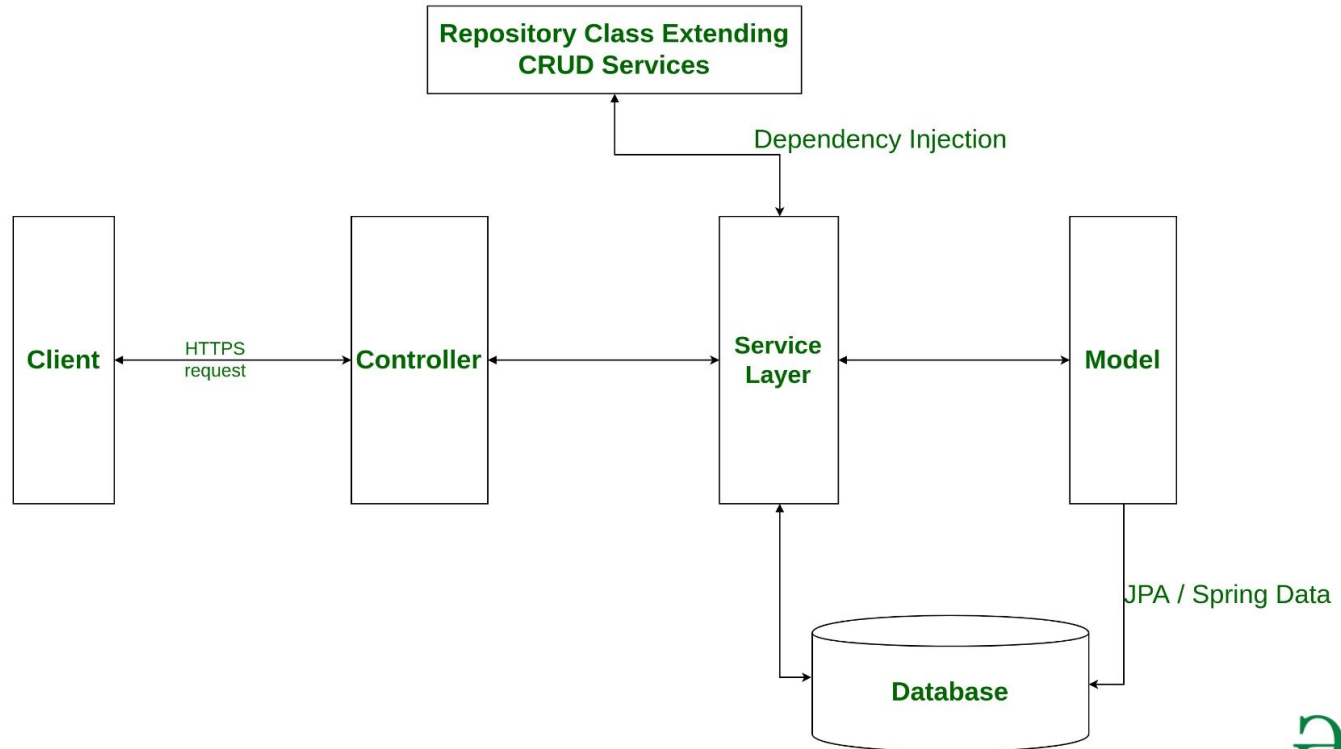 Repository Class Extending
CRUD Services
Dependency Injection
Client
HTTPS
request
Controller
Service
Layer
Model
JPA / Spring Data
Database